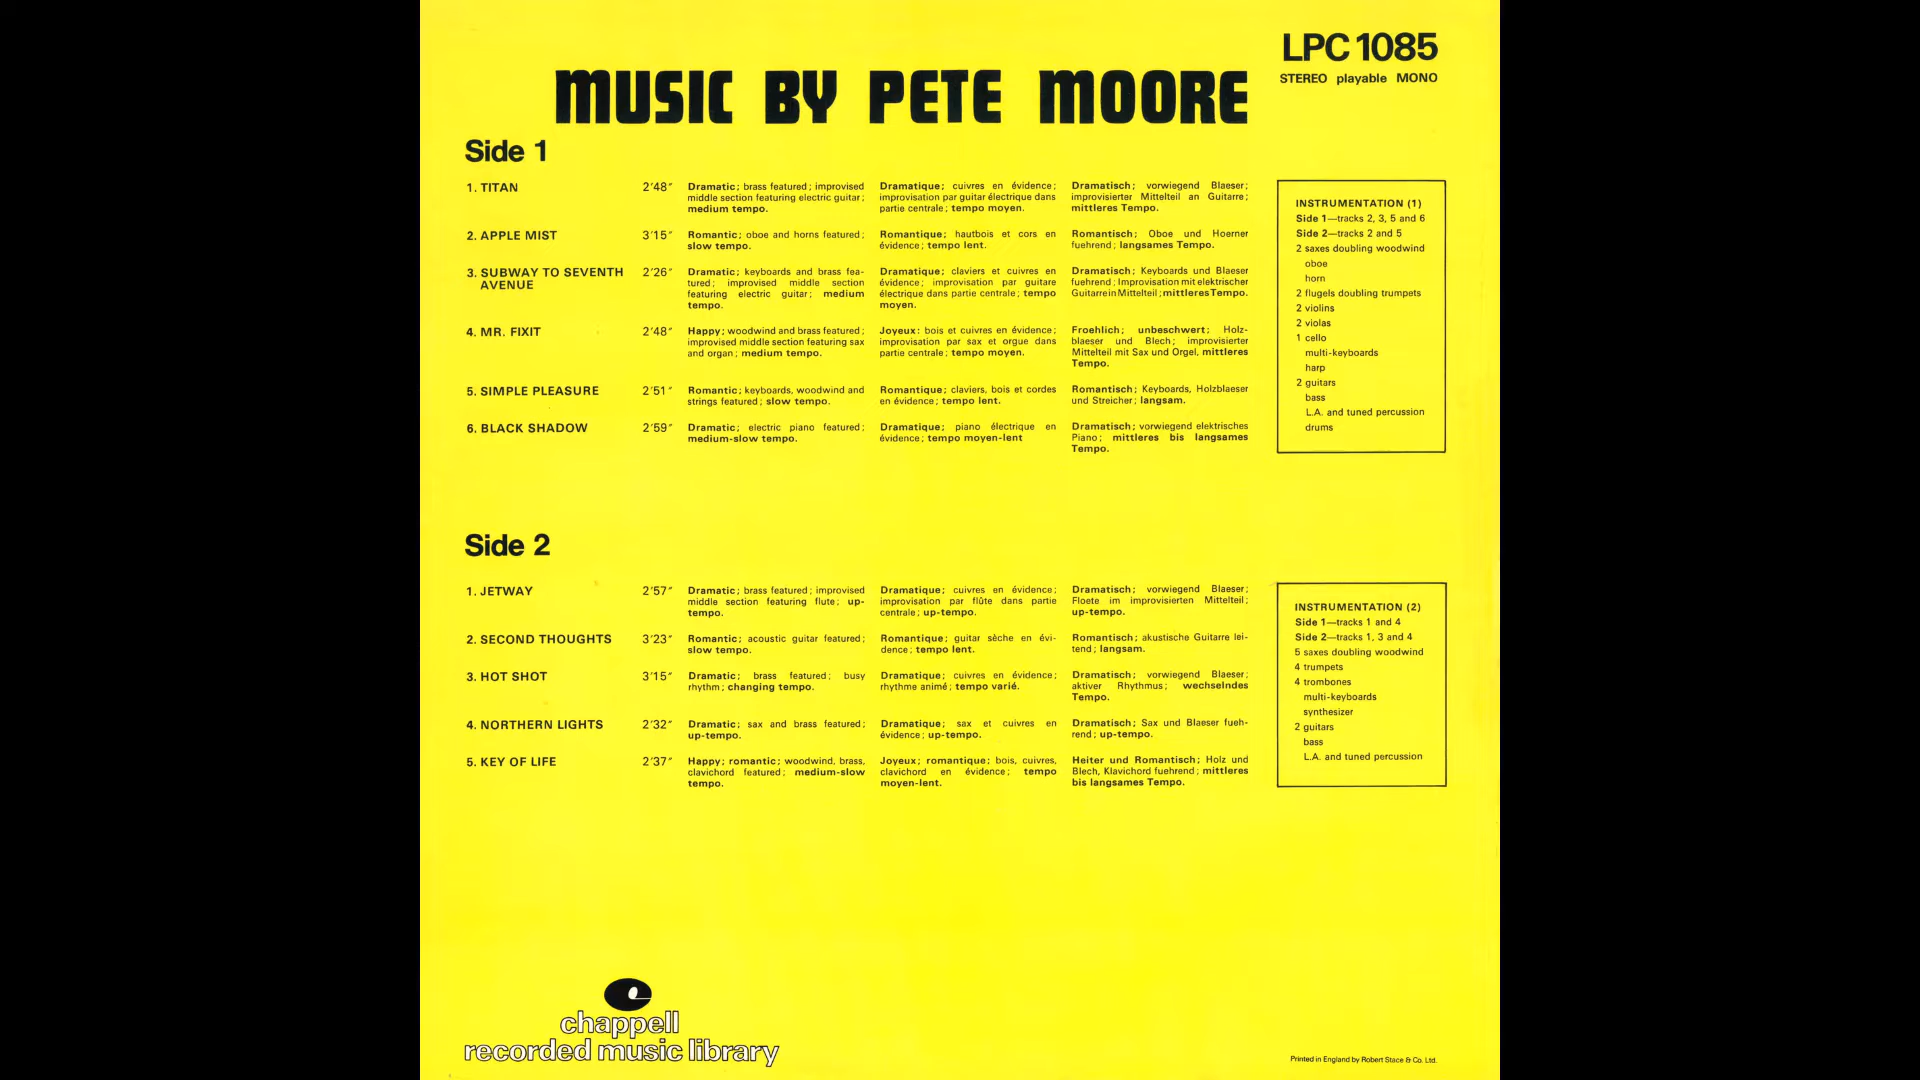 LPC 1085
STEREO playable MONO
MUSIC BY PETE MOORE
Side 1
1. TITAN
2'48"
Dramatic; brass featured; improvised
middle section featuring electric guitar;
medium tempo.
Dramatique; cuivres en évidence;
improvisation par guitar électrique dans
partie centrale; tempo moyen.
Dramatisch; vorwiegend Blaeser;
improvisierter Mittelteil an Guitarre;
mittleres Tempo.
2. APPLE MIST
3'15"
Romantic; oboe and horns featured;
slow tempo.
Romantique; hautbois et cors en
évidence; tempo lent.
Romantisch; Oboe und Hoerner
fuehrend; langsames Tempo.
3. SUBWAY TO SEVENTH
AVENUE
2'26"
Dramatic; keyboards and brass fea-
tured; improvised middle section
featuring electric guitar; medium
tempo.
Dramatique; claviers et cuivres en
évidence; improvisation par guitare
électrique dans partie centrale; tempo
moyen.
Dramatisch; Keyboards und Blaeser
fuehrend; Improvisation mit elektrischer
Guitarre in Mittelteil; mittleres Tempo.
4. MR. FIXIT
2'48"
Happy; woodwind and brass featured;
improvised middle section featuring sax
and organ; medium tempo.
Joyeux: bois et cuivres en évidence;
improvisation par sax et orgue dans
partie centrale; tempo moyen.
Froehlich; unbeschwert; Holz-
blaeser und Blech; improvisierter
Mittelteil mit Sax und Orgel, mittleres
Tempo.
5. SIMPLE PLEASURE
2'51"
Romantic; keyboards, woodwind and
strings featured; slow tempo.
Romantique; claviers, bois et cordes
en évidence; tempo lent.
Romantisch; Keyboards, Holzblaeser
und Streicher; langsam.
6. BLACK SHADOW
2'59"
Dramatic; electric piano featured;
medium-slow tempo.
Dramatique; piano électrique en
évidence; tempo moyen-lent
Dramatisch; vorwiegend elektrisches
Piano; mittleres bis langsames
Tempo.
INSTRUMENTATION (1)
Side 1—tracks 2, 3, 5 and 6
Side 2—tracks 2 and 5
2 saxes doubling woodwind
oboe
horn
2 flugels doubling trumpets
2 violins
2 violas
1 cello
multi-keyboards
harp
2 guitars
bass
L.A. and tuned percussion
drums
Side 2
1. JETWAY
2'57"
Dramatic; brass featured; improvised
middle section featuring flute; up-
tempo.
Dramatique; cuivres en évidence;
improvisation par flûte dans partie
centrale; up-tempo.
Dramatisch; vorwiegend Blaeser;
Floete im improvisierten Mittelteil;
up-tempo.
2. SECOND THOUGHTS
3'23"
Romantic; acoustic guitar featured;
slow tempo.
Romantique; guitar sèche en évi-
dence; tempo lent.
Romantisch; akustische Guitarre lei-
tend; langsam.
3. HOT SHOT
3'15"
Dramatic; brass featured; busy
rhythm; changing tempo.
Dramatique; cuivres en évidence;
rhythme animé; tempo varié.
Dramatisch; vorwiegend Blaeser;
aktiver Rhythmus; wechselndes
Tempo.
4. NORTHERN LIGHTS
2'32"
Dramatic; sax and brass featured;
up-tempo.
Dramatique; sax et cuivres en
évidence; up-tempo.
Dramatisch; Sax und Blaeser fueh-
rend; up-tempo.
5. KEY OF LIFE
2'37"
Happy; romantic; woodwind, brass,
clavichord featured; medium-slow
tempo.
Joyeux; romantique; bois, cuivres,
clavichord en évidence; tempo
moyen-lent.
Heiter und Romantisch; Holz und
Blech, Klavichord fuehrend; mittleres
bis langsames Tempo.
INSTRUMENTATION (2)
Side 1—tracks 1 and 4
Side 2—tracks 1, 3 and 4
5 saxes doubling woodwind
4 trumpets
4 trombones
multi-keyboards
synthesizer
2 guitars
bass
L.A. and tuned percussion
chappell
recorded music library
Printed in England by Robert Stace & Co. Ltd.